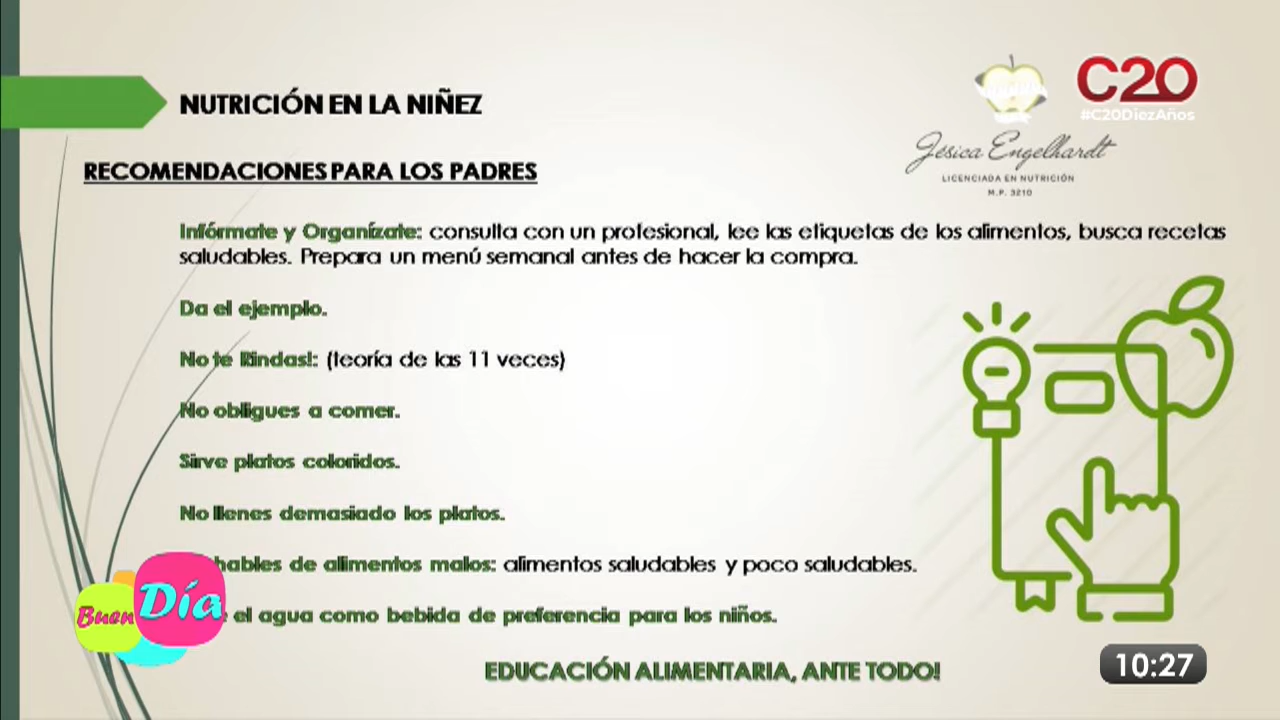 NUTRICIÓN EN LA NIÑEZ
C20
#C20DiezAños
Jesica Engelhardt
LICENCIADA EN NUTRICIÓN
M.P. 3210
RECOMENDACIONES PARA LOS PADRES
Infórmate y Organízate: consulta con un profesional, lee las etiquetas de los alimentos, busca recetas
saludables. Prepara un menú semanal antes de hacer la compra.
Da el ejemplo.
No te Rindas!: (teoría de las 11 veces)
No obligues a comer.
Sirve platos coloridos.
No llenes demasiado los platos.
hables de alimentos malos: alimentos saludables y poco saludables.
el agua como bebida de preferencia para los niños.
Buen Día
EDUCACIÓN ALIMENTARIA, ANTE TODO!
10:27